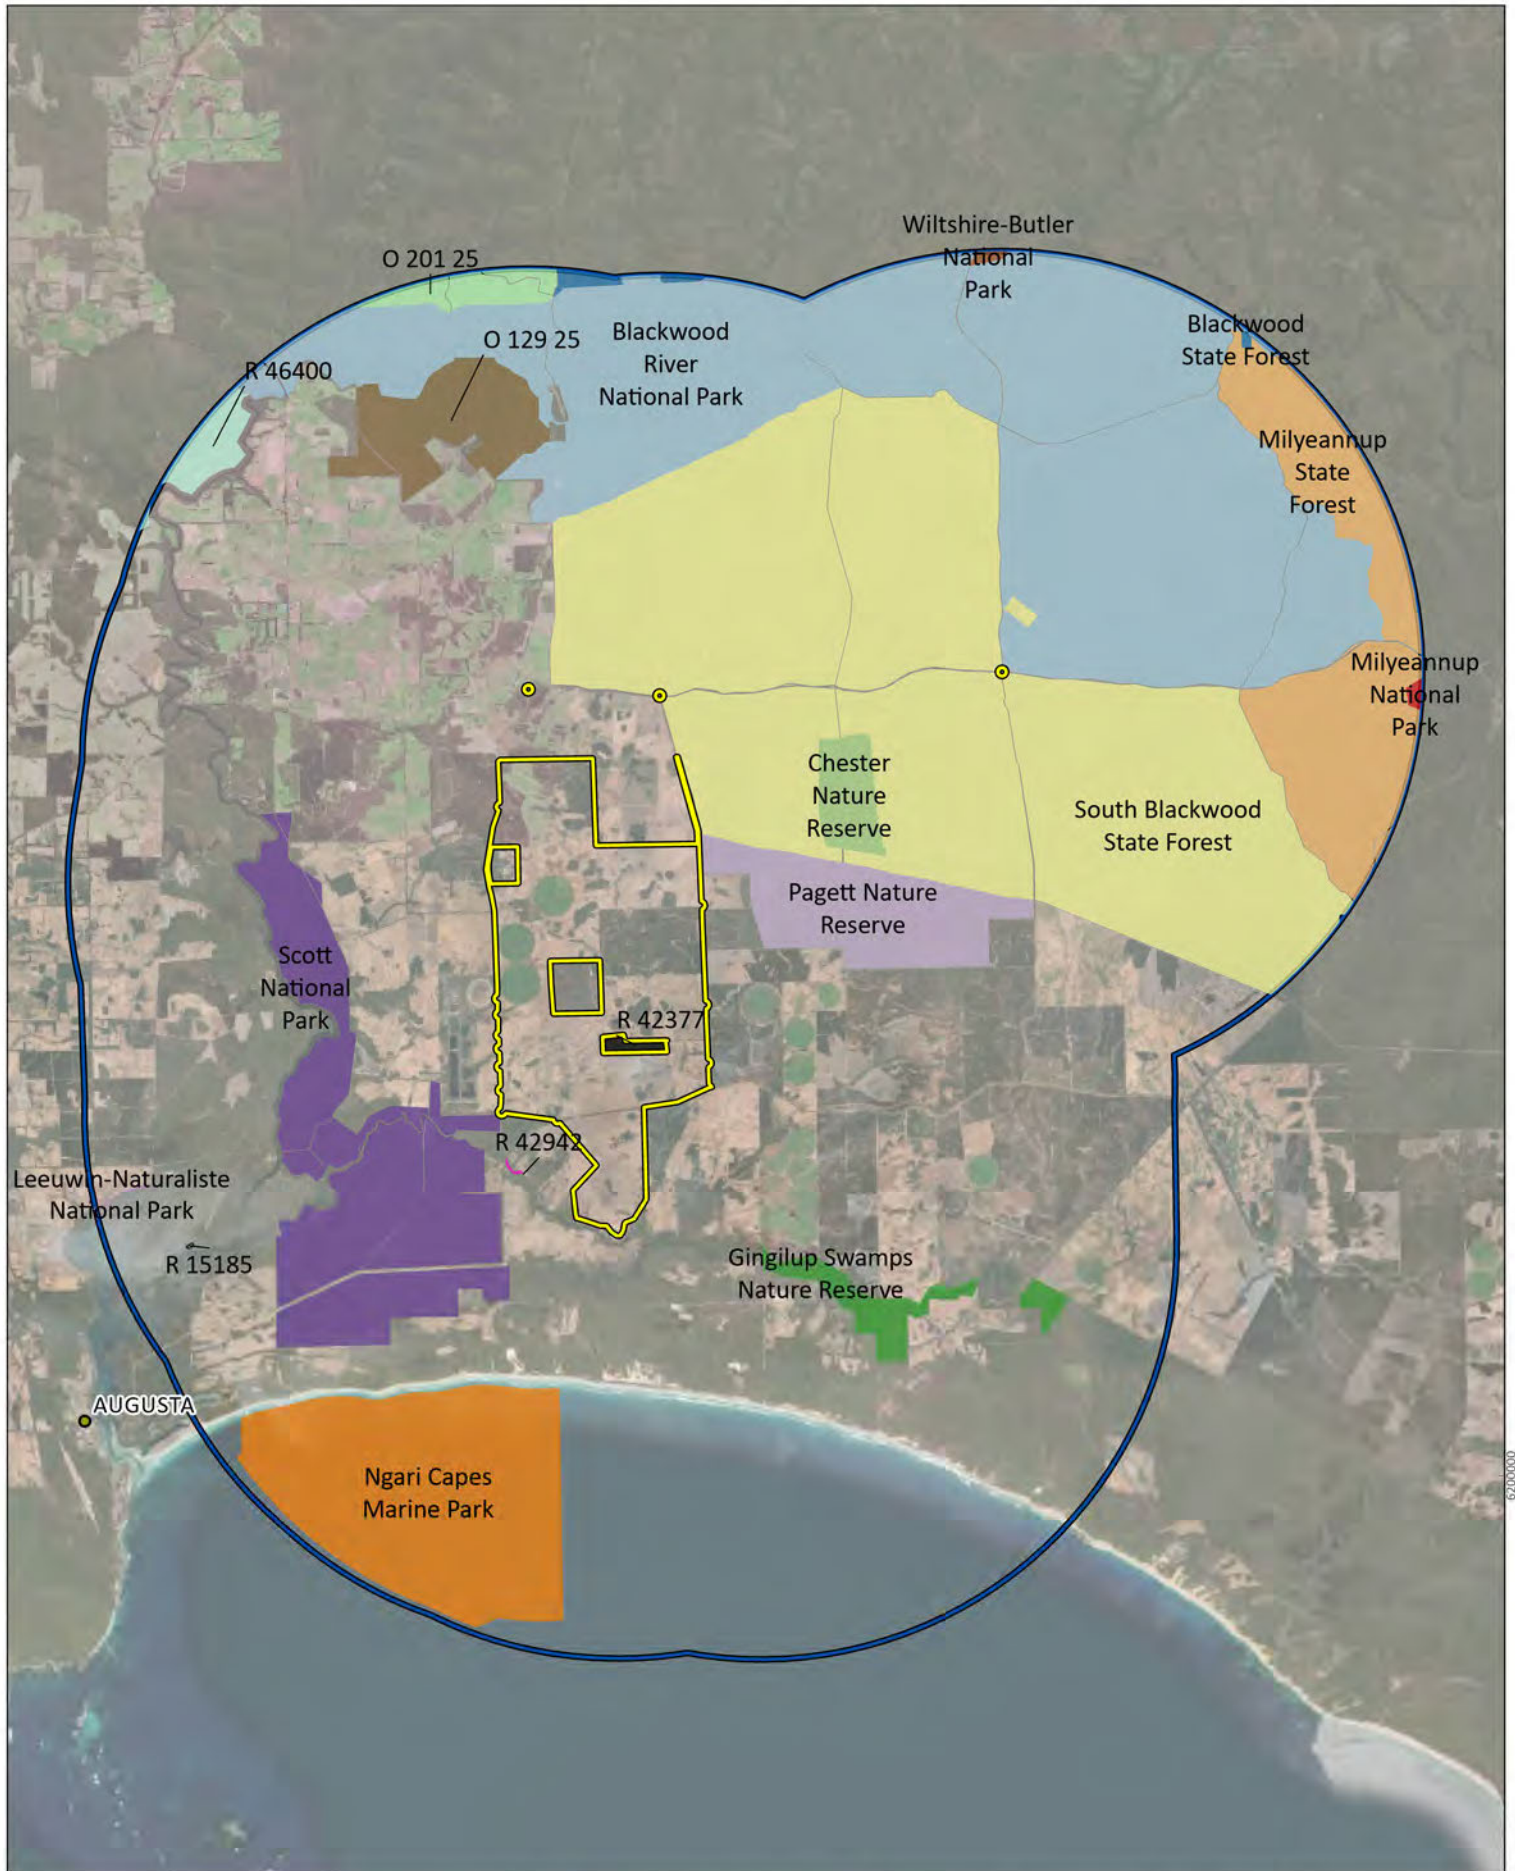 Wiltshire-Butler
National
Park
O 201 25
Blackwood
State Forest
O 129 25
Blackwood
River
National Park
R 46400
Milyeannup
State
Forest
Milyeannup
National
Park
Chester
Nature
Reserve
South Blackwood
State Forest
Pagett Nature
Reserve
Scott
National
Park
R 42377
R 42942
Leeuwin-Naturaliste
National Park
R 15185
Gingilup Swamps
Nature Reserve
AUGUSTA
Ngari Capes
Marine Park
6200000